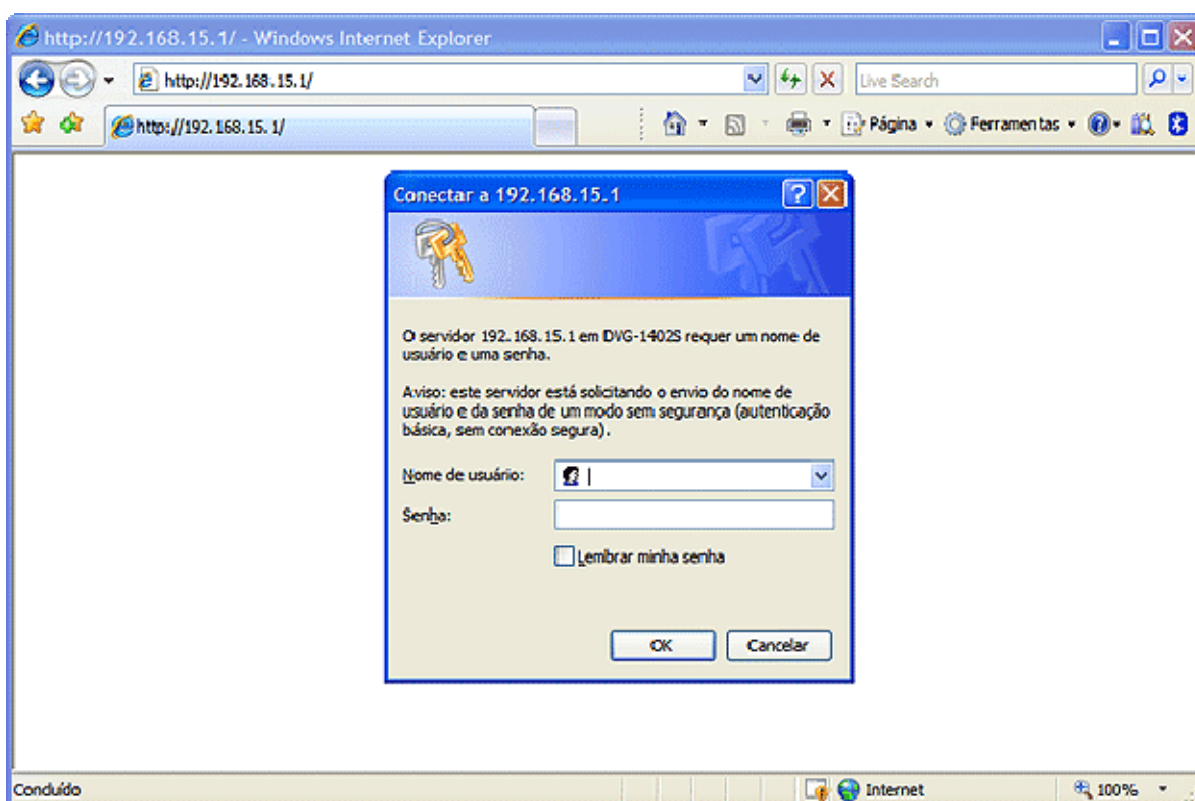 http://192.168.15.1/ - Windows Internet Explorer
http://192.168.15.1/
Live Search
http://192.168.15.1/
Página
Ferramentas
Conectar a 192.168.15.1
O servidor 192.168.15.1 em DVG-1402S requer um nome de
usuário e uma senha.
Aviso: este servidor está solicitando o envio do nome de
usuário e da senha de um modo sem segurança (autenticação
básica, sem conexão segura).
Nome de usuário:
Senha:
Lembrar minha senha
OK
Cancelar
Concluído
Internet
100%